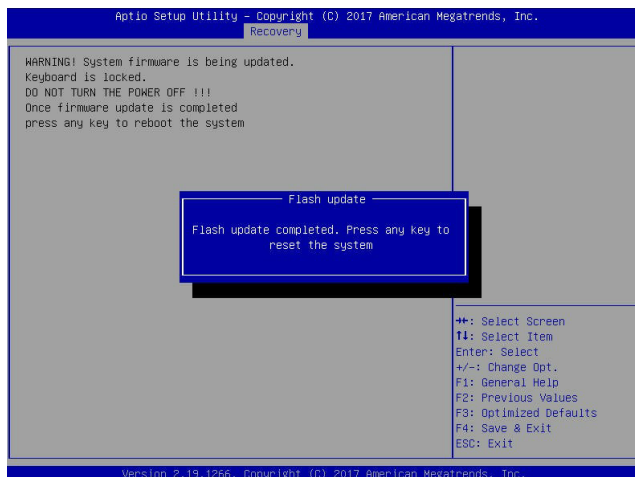 Aptio Setup Utility – Copyright (C) 2017 American Megatrends, Inc.
Recovery
WARNING! System firmware is being updated.
Keyboard is locked.
DO NOT TURN THE POWER OFF !!!
Once firmware update is completed
press any key to reboot the system
Flash update
Flash update completed. Press any key to
reset the system
→←: Select Screen
↑↓: Select Item
Enter: Select
+/-: Change Opt.
F1: General Help
F2: Previous Values
F3: Optimized Defaults
F4: Save & Exit
ESC: Exit
Version 2.19.1266. Copyright (C) 2017 American Megatrends, Inc.